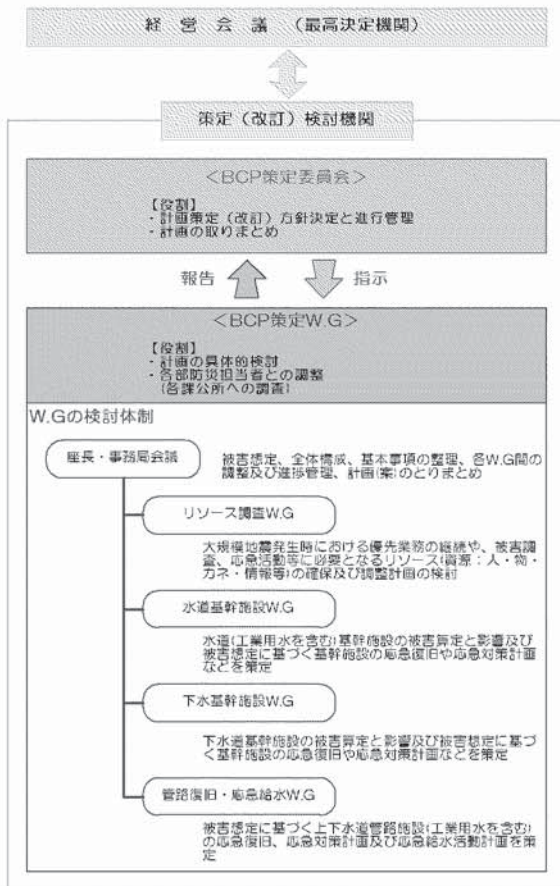 経 営 会 議 （最高決定機関）
策定（改訂）検討機関
＜BCP策定委員会＞
【役割】
・計画策定（改訂）方針決定と進行管理
・計画の取りまとめ
報告
指示
＜BCP策定W.G＞
【役割】
・計画の具体的検討
・各部防災担当者との調整
(各課公所への調査)
W.Gの検討体制
座長・事務局会議
被害想定、全体構成、基本事項の整理、各W.G間の
調整及び進捗管理、計画(案)のとりまとめ
リソース調査W.G
大規模地震発生時における優先業務の継続や、被害調
査、応急活動等に必要となるリソース(資源：人・物・
カネ・情報等)の確保及び調整計画の検討
水道基幹施設W.G
水道(工業用水を含む)基幹施設の被害算定と影響及び
被害想定に基づく基幹施設の応急復旧や応急対策計画
などを策定
下水基幹施設W.G
下水道基幹施設の被害算定と影響及び被害想定に基づ
く基幹施設の応急復旧や応急対策計画などを策定
管路復旧・応急給水W.G
被害想定に基づく上下水道管路施設(工業用水を含む)
の応急復旧、応急対策計画及び応急給水活動計画を策
定